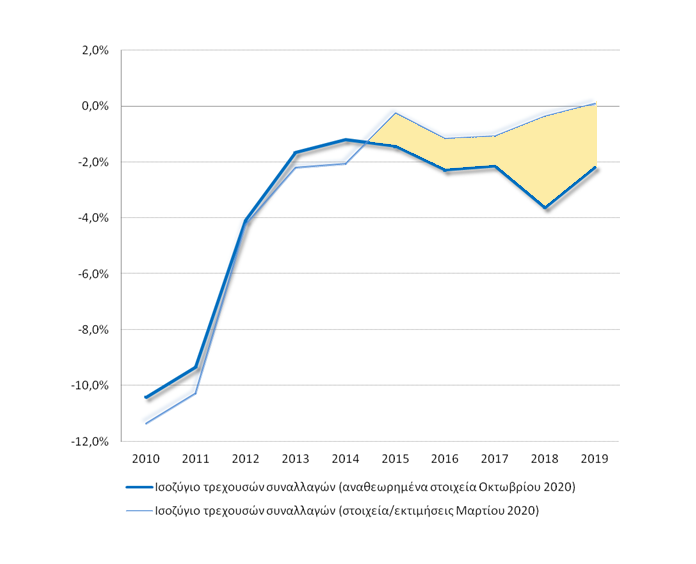 2,0%
0,0%
-2,0%
-4,0%
-6,0%
-8,0%
-10,0%
-12,0%
2010 2011 2012 2013 2014 2015 2016 2017 2018 2019
Ισοζύγιο τρεχουσών συναλλαγών (αναθεωρημένα στοιχεία Οκτωβρίου 2020)
Ισοζύγιο τρεχουσών συναλλαγών (στοιχεία/εκτιμήσεις Μαρτίου 2020)